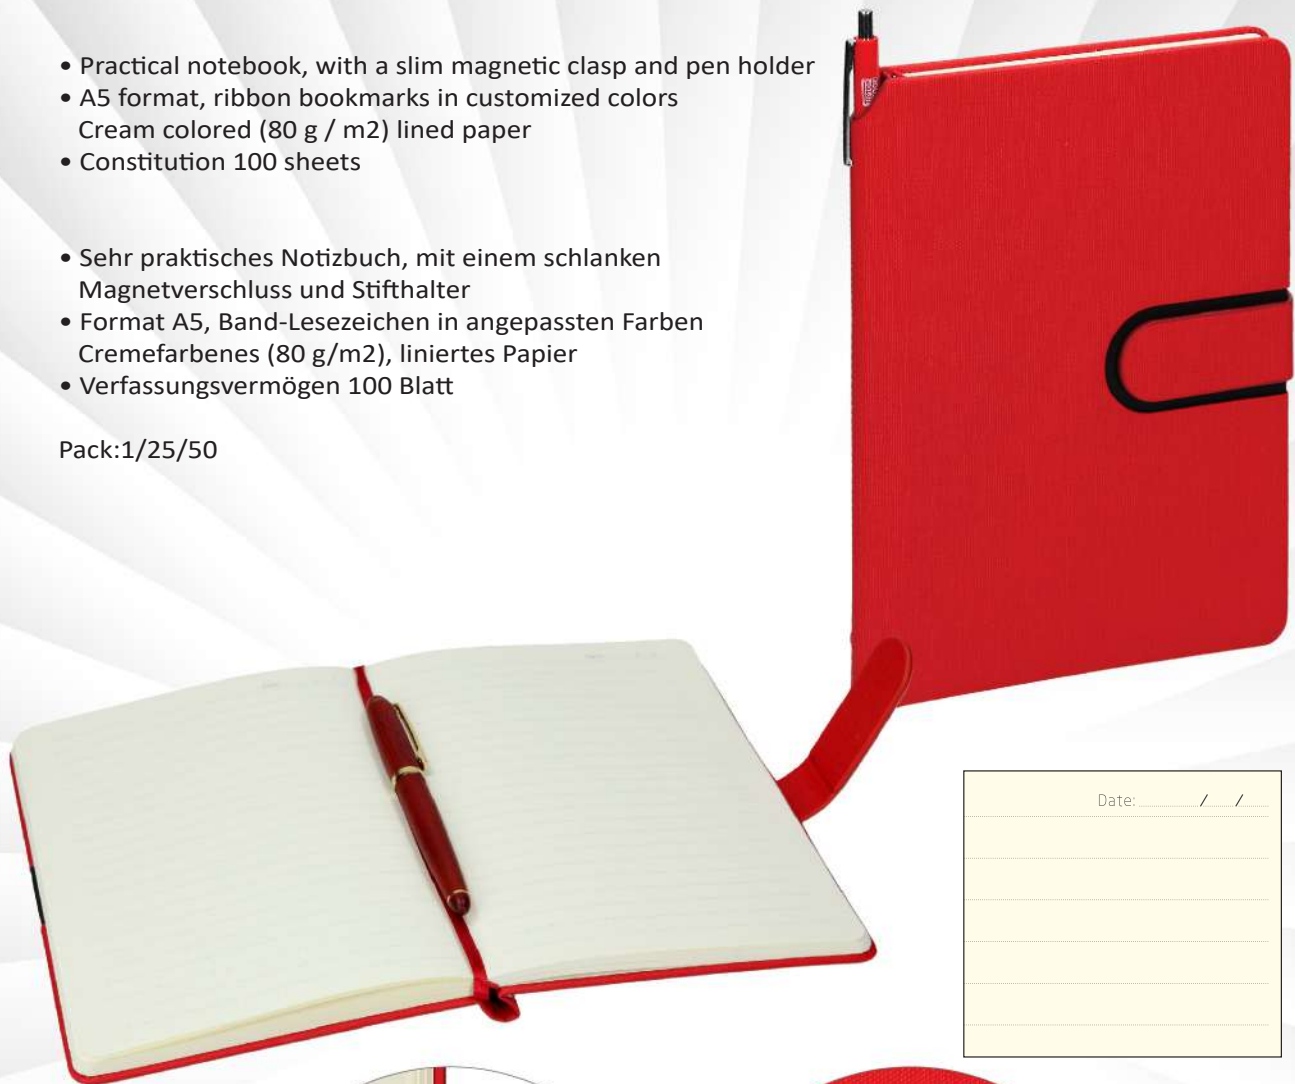 • Practical notebook, with a slim magnetic clasp and pen holder
• A5 format, ribbon bookmarks in customized colors
Cream colored (80 g / m2) lined paper
• Constitution 100 sheets
• Sehr praktisches Notizbuch, mit einem schlanken
Magnetverschluss und Stifthalter
• Format A5, Band-Lesezeichen in angepassten Farben
Cremefarbenes (80 g/m2), liniertes Papier
• Verfassungsvermögen 100 Blatt
Pack:1/25/50
Date: / /